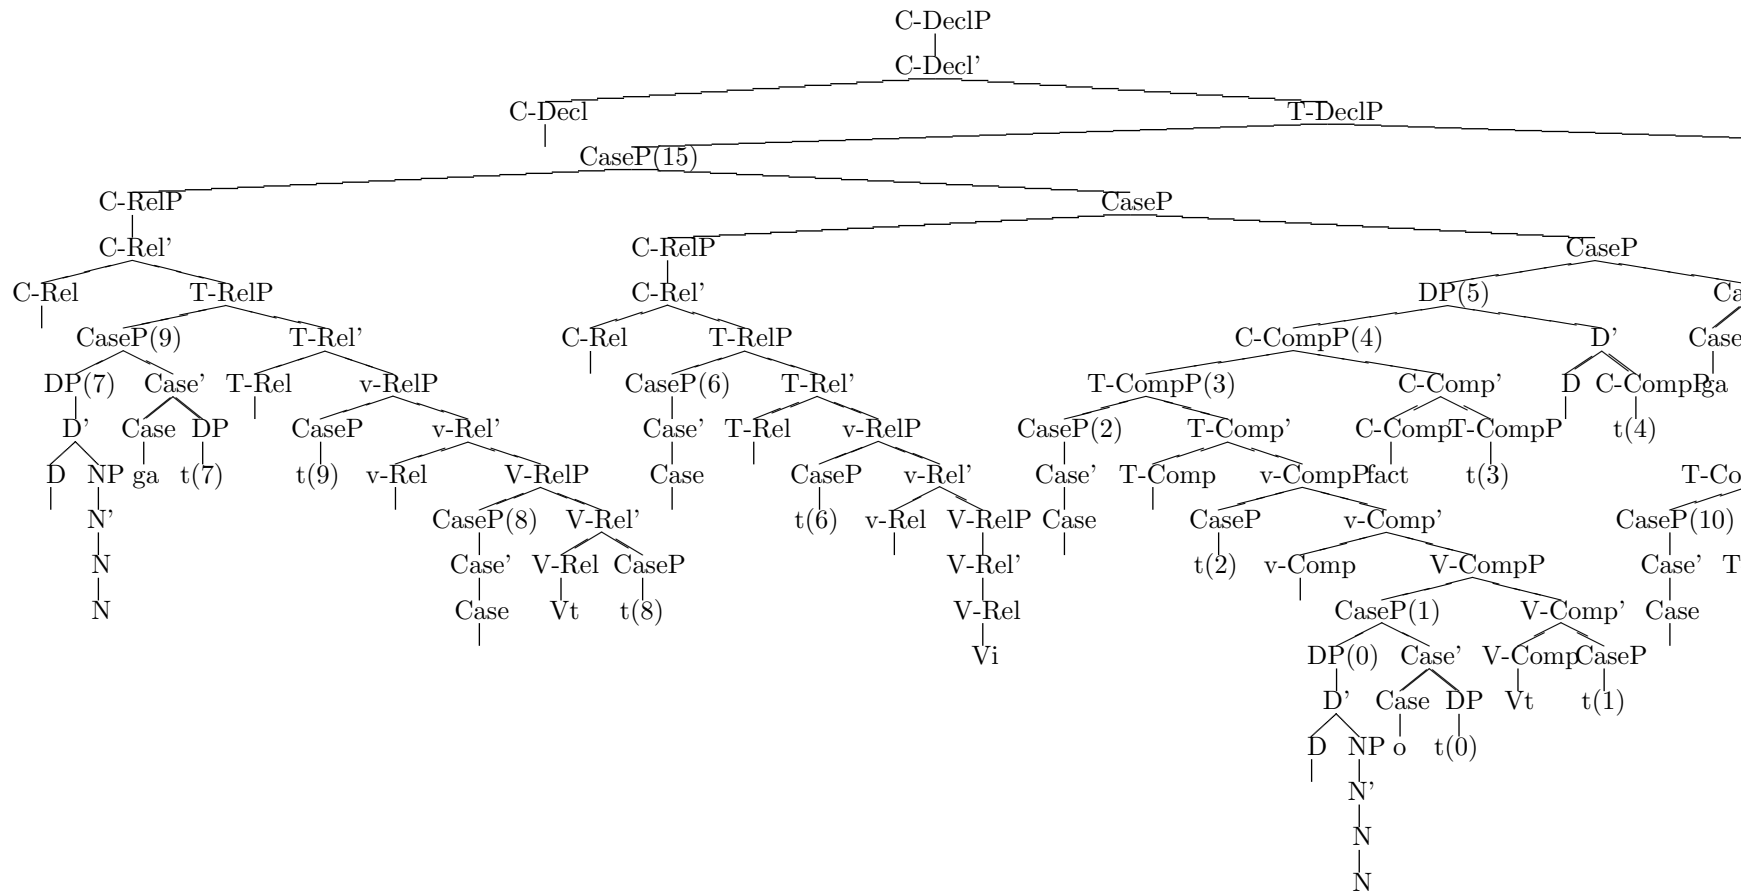 C-DeclP
C-Decl’
C-Decl T-DeclP
CaseP(15)
C-RelP CaseP
C-Rel’ C-RelP CaseP
C-Rel T-RelP C-Rel’ DP(5) Ca
CaseP(9) T-Rel’ C-Rel T-RelP C-CompP(4) D’ Case
DP(7) Case’ T-Rel v-RelP CaseP(6) T-Rel’ T-CompP(3) C-Comp’ D C-CompP ga
D’ Case DP CaseP v-Rel’ Case’ T-Rel v-RelP CaseP(2) T-Comp’ C-Comp T-CompP t(4)
D NP ga t(7) t(9) v-Rel V-RelP Case CaseP v-Rel’ Case’ T-Comp v-CompP fact t(3) T-Co
N’ CaseP(8) V-Rel’ t(6) v-Rel V-RelP Case CaseP v-Comp’ CaseP(10)
N Case’ V-Rel CaseP V-Rel’ t(2) v-Comp V-CompP Case’ T
N Case Vt t(8) V-Rel CaseP(1) V-Comp’ Case
Vi DP(0) Case’ V-Comp CaseP
D’ Case DP Vt t(1)
D NP o t(0)
N’
N
N